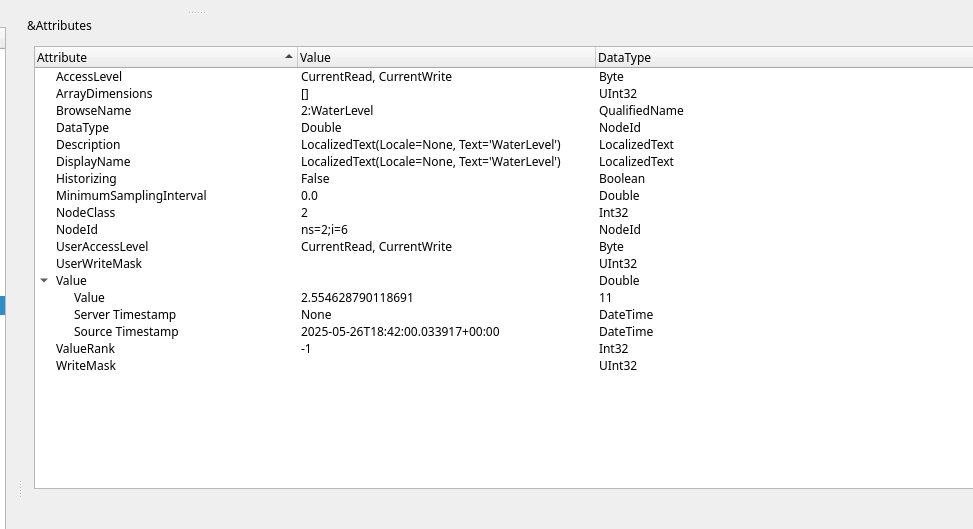 &Attributes
Attribute Value DataType
AccessLevel CurrentRead, CurrentWrite Byte
ArrayDimensions [] UInt32
BrowseName 2:WaterLevel QualifiedName
DataType Double NodeId
Description LocalizedText(Locale=None, Text='WaterLevel') LocalizedText
DisplayName LocalizedText(Locale=None, Text='WaterLevel') LocalizedText
Historizing False Boolean
MinimumSamplingInterval 0.0 Double
NodeClass 2 Int32
NodeId ns=2;i=6 NodeId
UserAccessLevel CurrentRead, CurrentWrite Byte
UserWriteMask UInt32
Value Double
Value 2.554628790118691 11
Server Timestamp None DateTime
Source Timestamp 2025-05-26T18:42:00.033917+00:00 DateTime
ValueRank -1 Int32
WriteMask UInt32